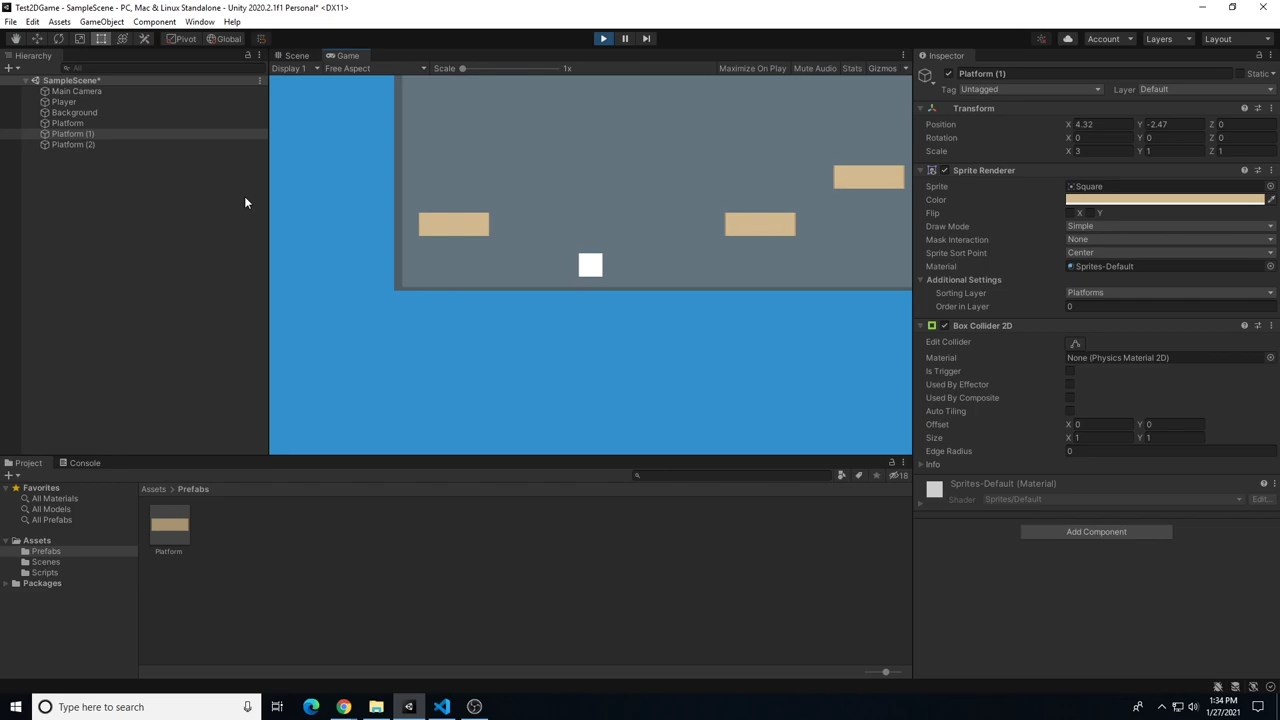 Test2DGame - SampleScene - PC, Mac & Linux Standalone - Unity 2020.2.1f1 Personal* <DX11>
File Edit Assets GameObject Component Window Help
Pivot Global Account Layers Layout
Hierarchy
All
SampleScene*
Main Camera
Player
Background
Platform
Platform (1)
Platform (2)
Scene Game
Display 1 Free Aspect Scale 1x Maximize On Play Mute Audio Stats Gizmos
Inspector
Platform (1) Static
Tag Untagged Layer Default
Transform
Position X 4.32 Y -2.47 Z 0
Rotation X 0 Y 0 Z 0
Scale X 3 Y 1 Z 1
Sprite Renderer
Sprite Square
Color
Flip X Y
Draw Mode Simple
Mask Interaction None
Sprite Sort Point Center
Material Sprites-Default
Additional Settings
Sorting Layer Platforms
Order in Layer 0
Box Collider 2D
Edit Collider
Material None (Physics Material 2D)
Is Trigger
Used By Effector
Used By Composite
Auto Tiling
Offset X 0 Y 0
Size X 1 Y 1
Edge Radius 0
Info
Sprites-Default (Material)
Shader Sprites/Default Edit...
Add Component
Project Console
18
Favorites
All Materials
All Models
All Prefabs
Assets
Prefabs
Scenes
Scripts
Packages
Assets > Prefabs
Platform
Type here to search
1:34 PM
1/27/2021